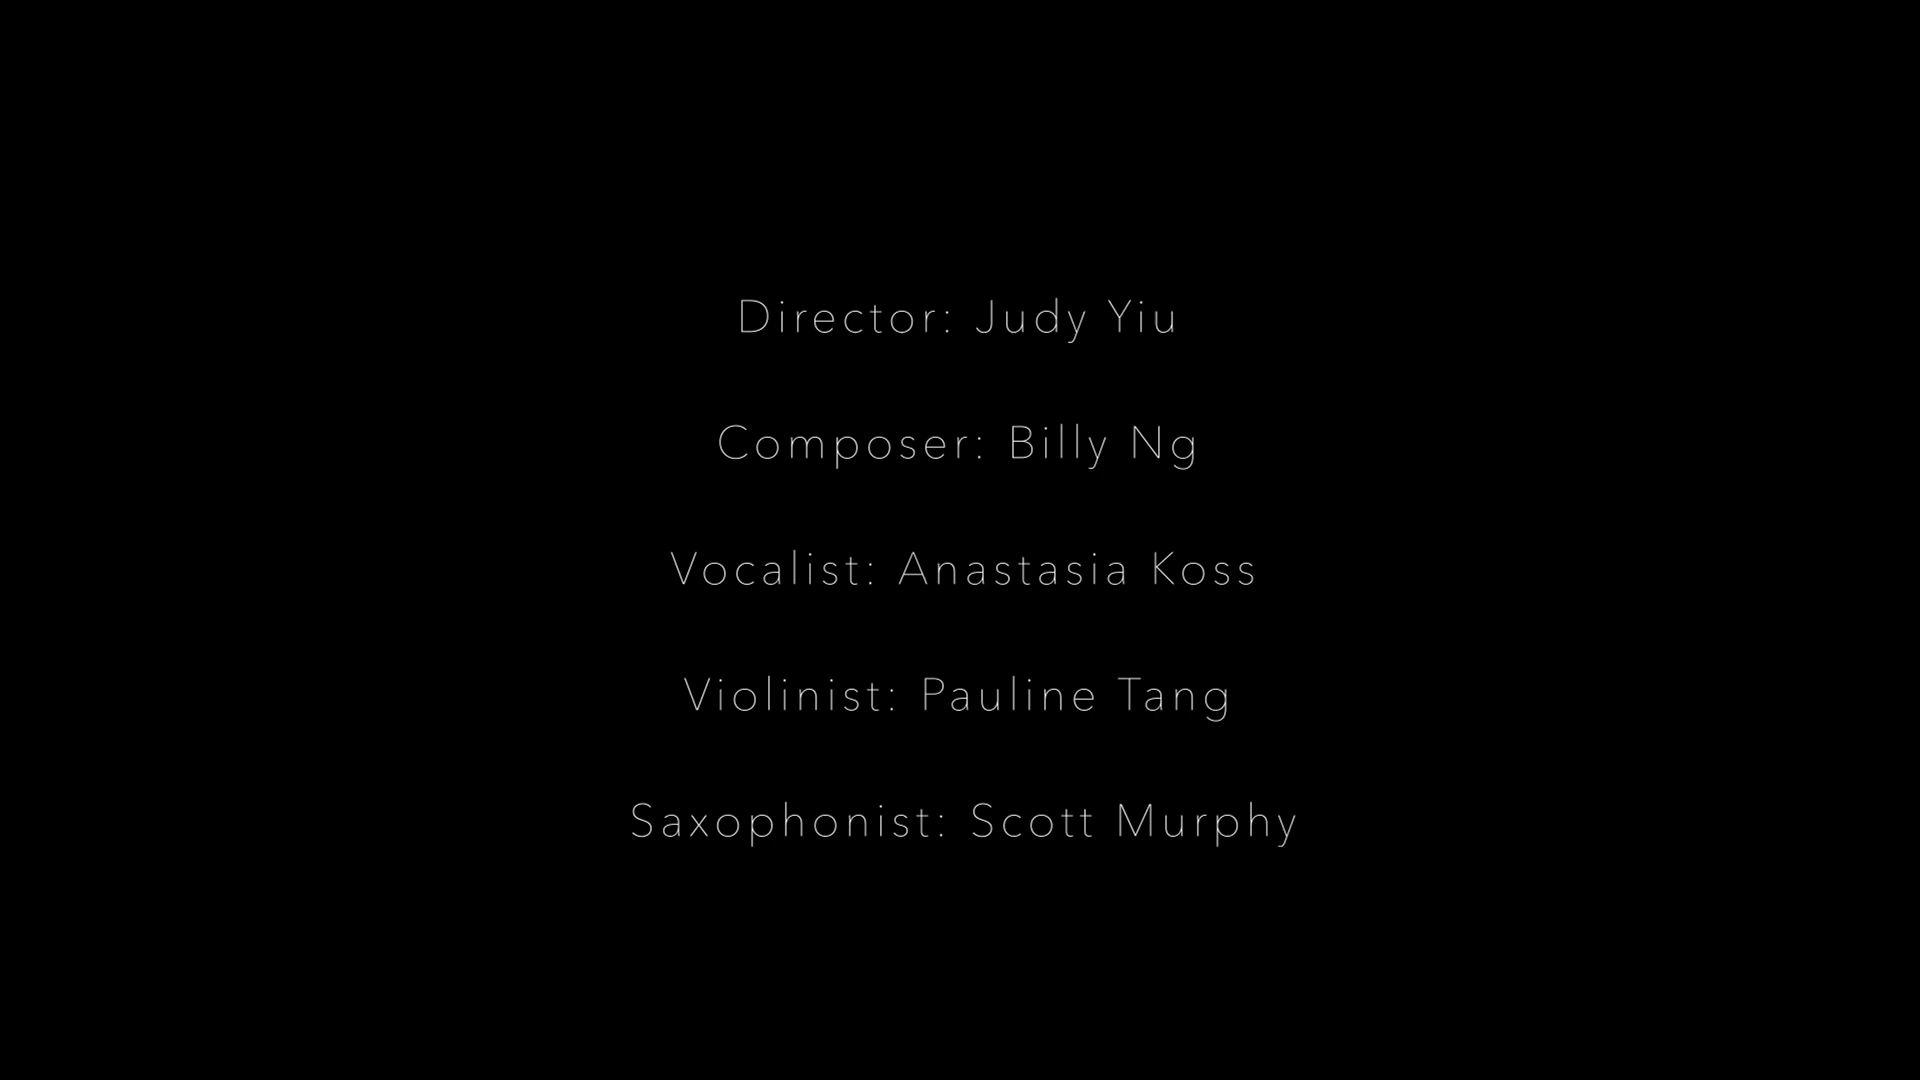 Director: Judy Yiu
Composer: Billy Ng
Vocalist: Anastasia Koss
Violinist: Pauline Tang
Saxophonist: Scott Murphy